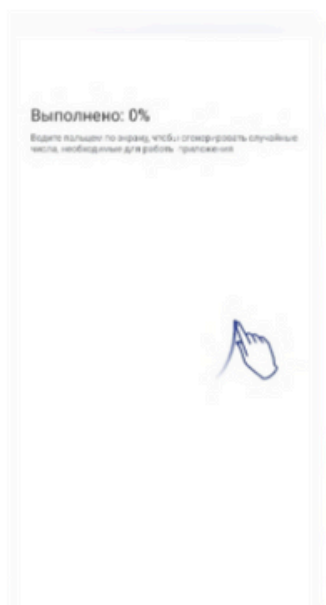 Выполнено: 0%
Водите пальцем по экрану, чтобы сгенерировать случайные
числа, необходимые для работы приложения